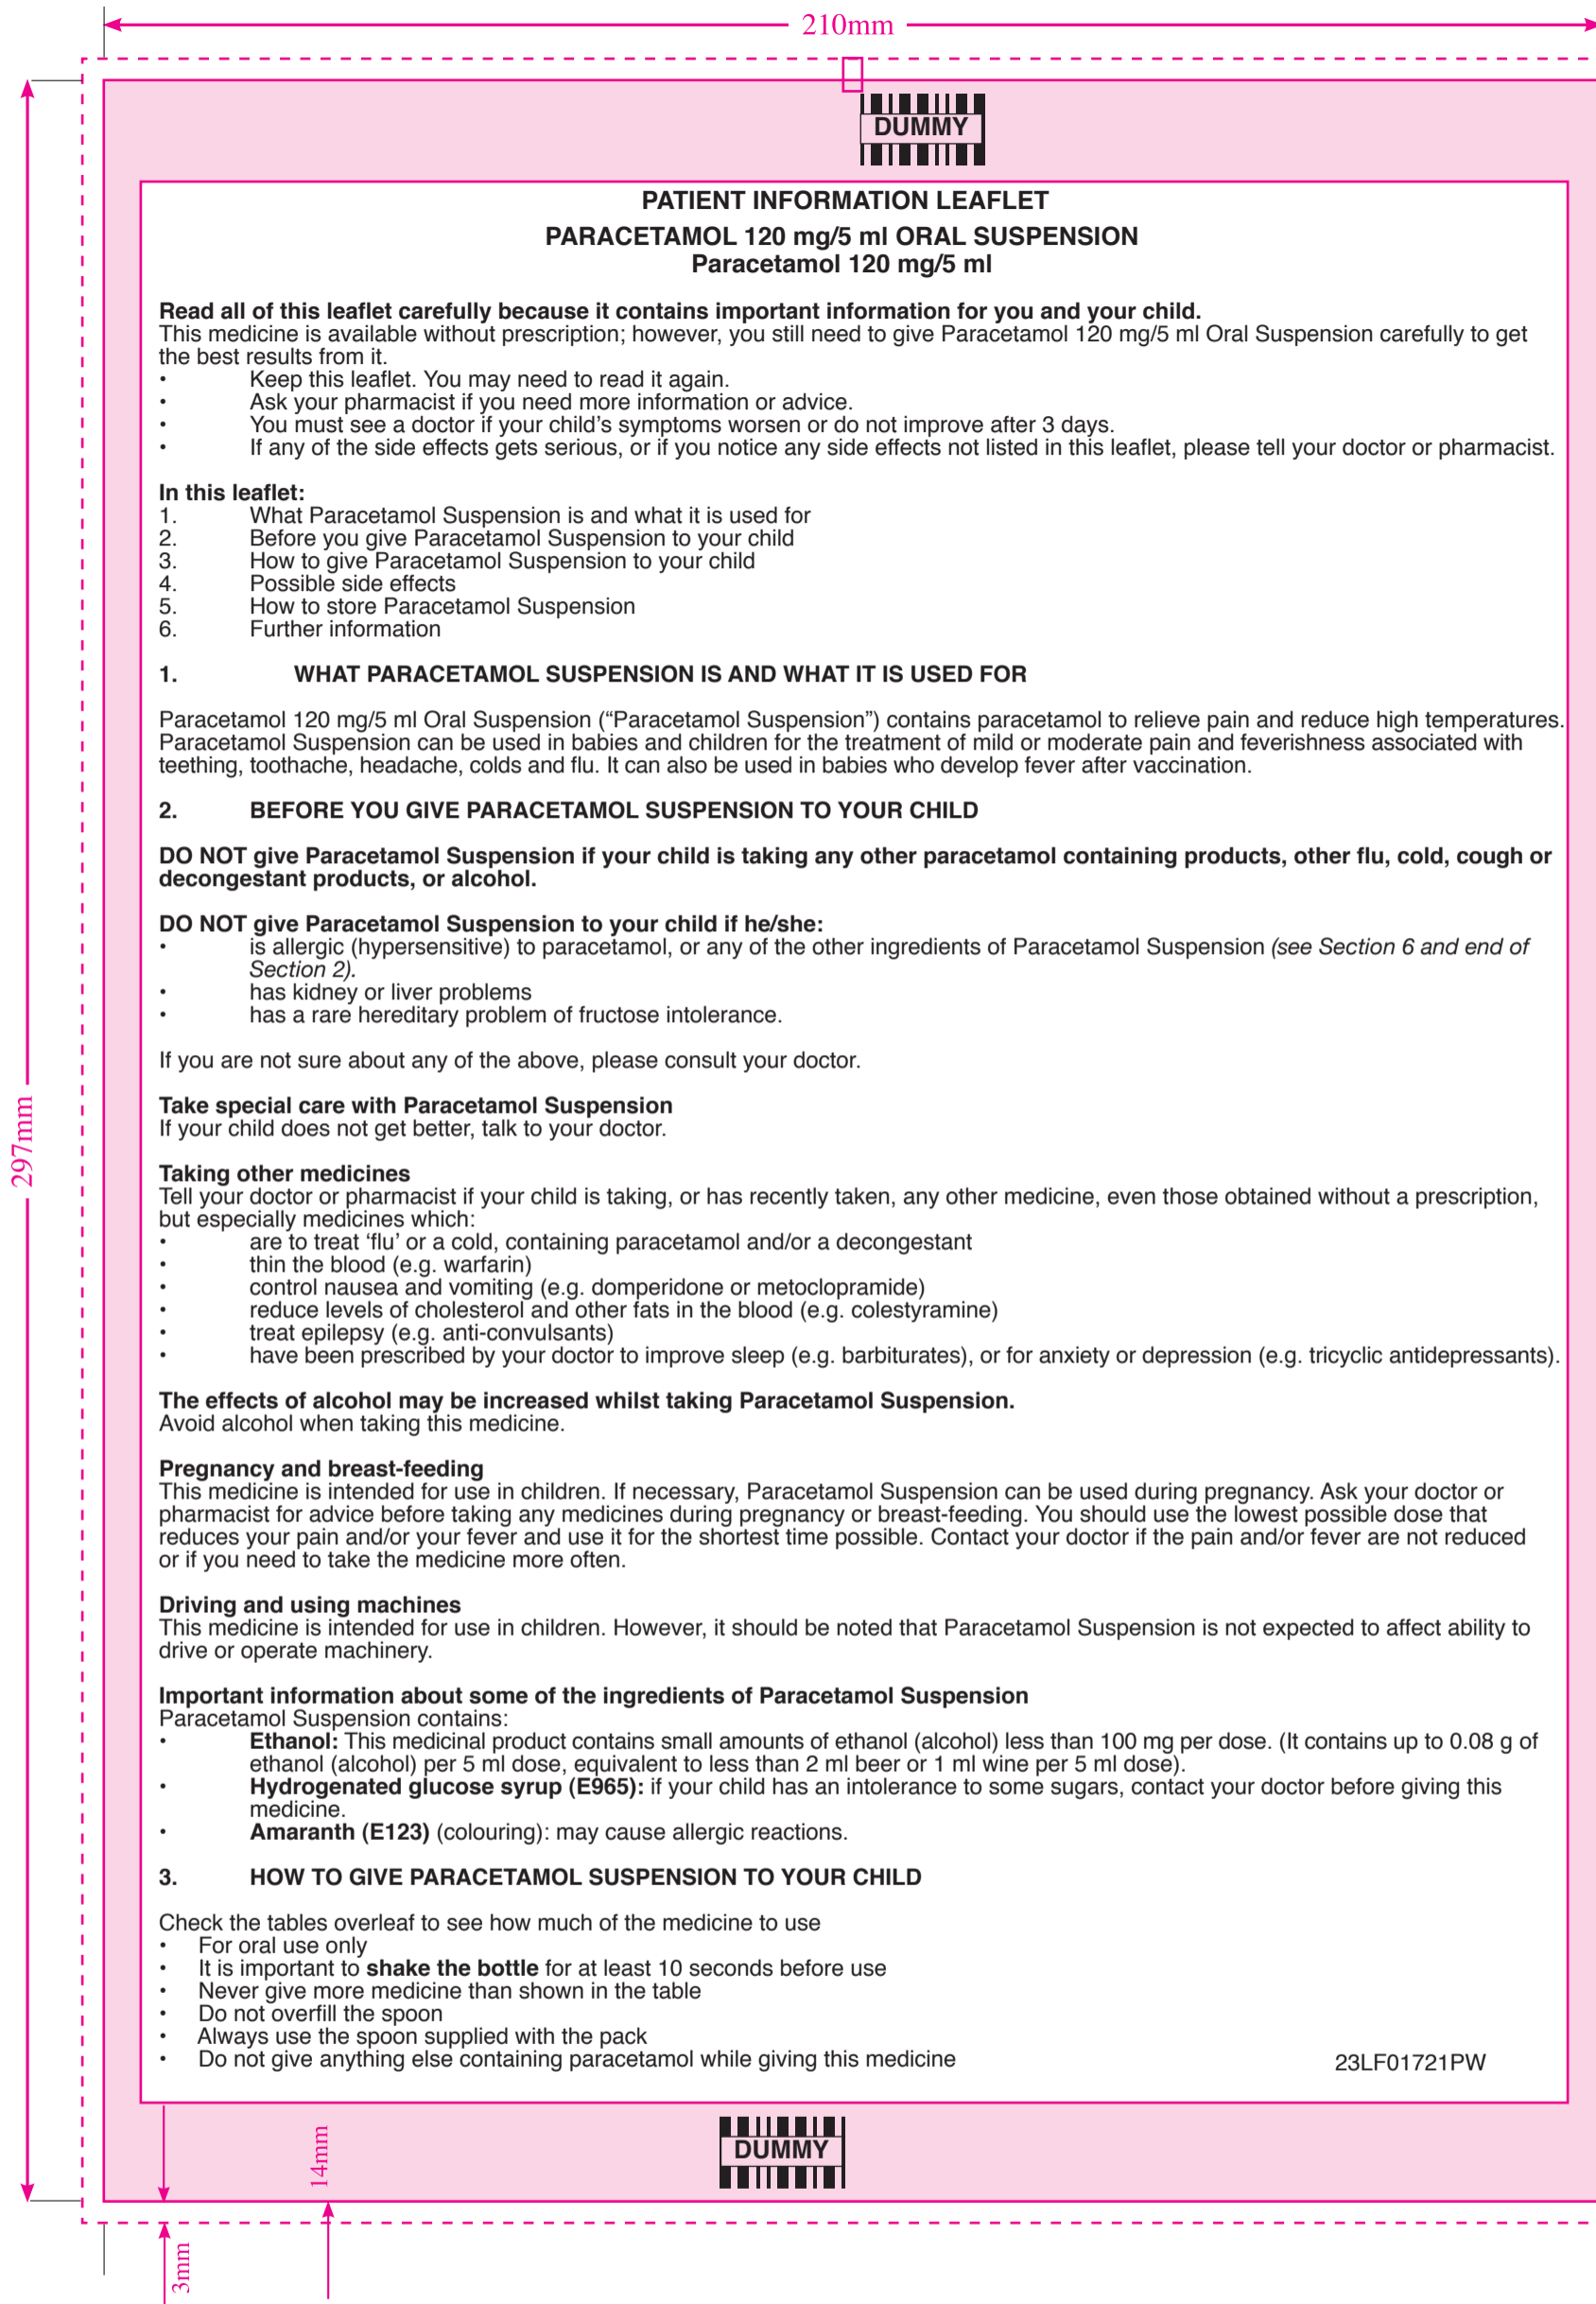 210mm
DUMMY
PATIENT INFORMATION LEAFLET
PARACETAMOL 120 mg/5 ml ORAL SUSPENSION
Paracetamol 120 mg/5 ml
Read all of this leaflet carefully because it contains important information for you and your child.
This medicine is available without prescription; however, you still need to give Paracetamol 120 mg/5 ml Oral Suspension carefully to get
the best results from it.
• Keep this leaflet. You may need to read it again.
• Ask your pharmacist if you need more information or advice.
• You must see a doctor if your child’s symptoms worsen or do not improve after 3 days.
• If any of the side effects gets serious, or if you notice any side effects not listed in this leaflet, please tell your doctor or pharmacist.
In this leaflet:
1. What Paracetamol Suspension is and what it is used for
2. Before you give Paracetamol Suspension to your child
3. How to give Paracetamol Suspension to your child
4. Possible side effects
5. How to store Paracetamol Suspension
6. Further information
1. WHAT PARACETAMOL SUSPENSION IS AND WHAT IT IS USED FOR
Paracetamol 120 mg/5 ml Oral Suspension (“Paracetamol Suspension”) contains paracetamol to relieve pain and reduce high temperatures.
Paracetamol Suspension can be used in babies and children for the treatment of mild or moderate pain and feverishness associated with
teething, toothache, headache, colds and flu. It can also be used in babies who develop fever after vaccination.
2. BEFORE YOU GIVE PARACETAMOL SUSPENSION TO YOUR CHILD
DO NOT give Paracetamol Suspension if your child is taking any other paracetamol containing products, other flu, cold, cough or
decongestant products, or alcohol.
DO NOT give Paracetamol Suspension to your child if he/she:
• is allergic (hypersensitive) to paracetamol, or any of the other ingredients of Paracetamol Suspension (see Section 6 and end of
Section 2).
• has kidney or liver problems
• has a rare hereditary problem of fructose intolerance.
If you are not sure about any of the above, please consult your doctor.
Take special care with Paracetamol Suspension
If your child does not get better, talk to your doctor.
Taking other medicines
Tell your doctor or pharmacist if your child is taking, or has recently taken, any other medicine, even those obtained without a prescription,
but especially medicines which:
• are to treat ‘flu’ or a cold, containing paracetamol and/or a decongestant
• thin the blood (e.g. warfarin)
• control nausea and vomiting (e.g. domperidone or metoclopramide)
• reduce levels of cholesterol and other fats in the blood (e.g. colestyramine)
• treat epilepsy (e.g. anti-convulsants)
• have been prescribed by your doctor to improve sleep (e.g. barbiturates), or for anxiety or depression (e.g. tricyclic antidepressants).
The effects of alcohol may be increased whilst taking Paracetamol Suspension.
Avoid alcohol when taking this medicine.
Pregnancy and breast-feeding
This medicine is intended for use in children. If necessary, Paracetamol Suspension can be used during pregnancy. Ask your doctor or
pharmacist for advice before taking any medicines during pregnancy or breast-feeding. You should use the lowest possible dose that
reduces your pain and/or your fever and use it for the shortest time possible. Contact your doctor if the pain and/or fever are not reduced
or if you need to take the medicine more often.
Driving and using machines
This medicine is intended for use in children. However, it should be noted that Paracetamol Suspension is not expected to affect ability to
drive or operate machinery.
Important information about some of the ingredients of Paracetamol Suspension
Paracetamol Suspension contains:
• Ethanol: This medicinal product contains small amounts of ethanol (alcohol) less than 100 mg per dose. (It contains up to 0.08 g of
ethanol (alcohol) per 5 ml dose, equivalent to less than 2 ml beer or 1 ml wine per 5 ml dose).
• Hydrogenated glucose syrup (E965): if your child has an intolerance to some sugars, contact your doctor before giving this
medicine.
• Amaranth (E123) (colouring): may cause allergic reactions.
3. HOW TO GIVE PARACETAMOL SUSPENSION TO YOUR CHILD
Check the tables overleaf to see how much of the medicine to use
• For oral use only
• It is important to shake the bottle for at least 10 seconds before use
• Never give more medicine than shown in the table
• Do not overfill the spoon
• Always use the spoon supplied with the pack
• Do not give anything else containing paracetamol while giving this medicine
23LF01721PW
297mm
DUMMY
14mm
3mm